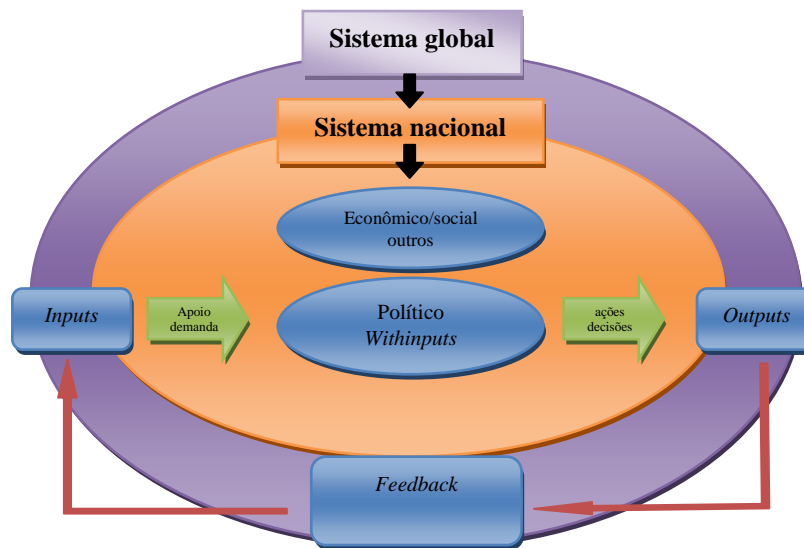 Sistema global
Sistema nacional
Econômico/social
outros
Inputs
Apoio
demanda
Político
Withinputs
ações
decisões
Outputs
Feedback